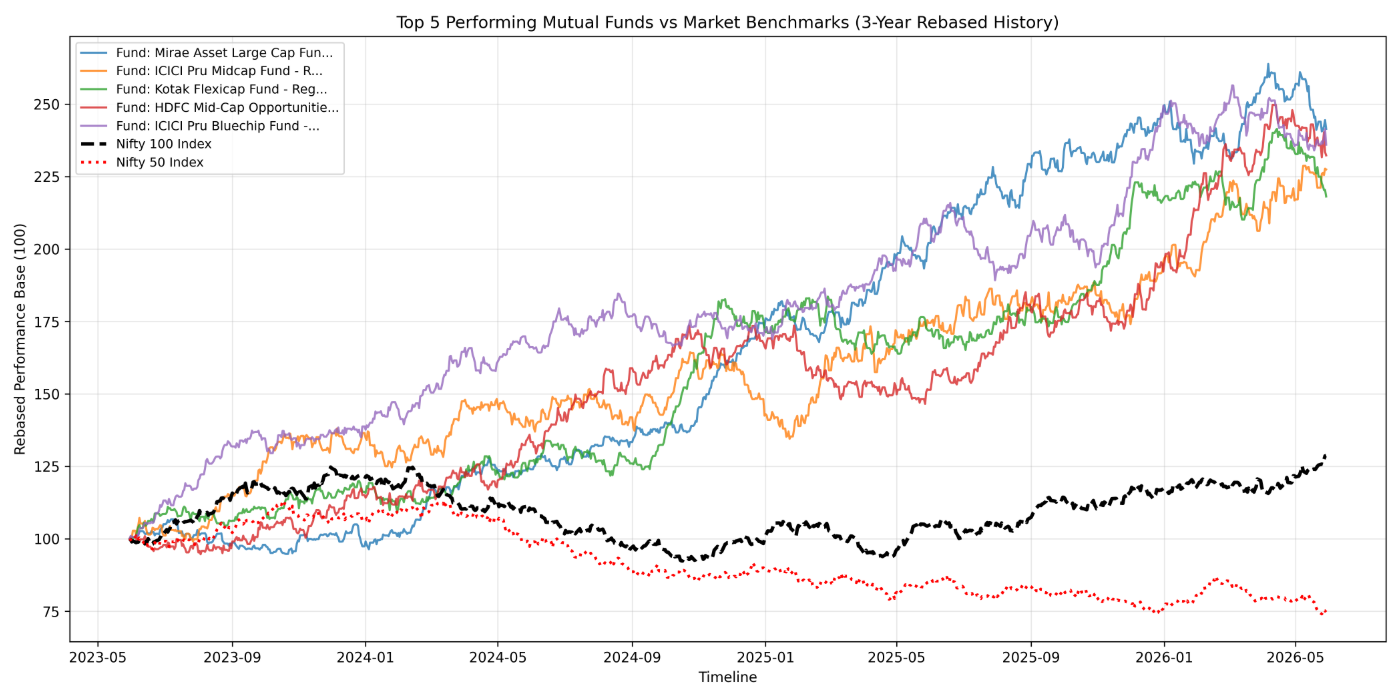 Top 5 Performing Mutual Funds vs Market Benchmarks (3-Year Rebased History)
Fund: Mirae Asset Large Cap Fun...
Fund: ICICI Pru Midcap Fund - R...
Fund: Kotak Flexicap Fund - Reg...
Fund: HDFC Mid-Cap Opportunitie...
Fund: ICICI Pru Bluechip Fund -...
Nifty 100 Index
Nifty 50 Index
Rebased Performance Base (100)
250
225
200
175
150
125
100
75
2023-05 2023-09 2024-01 2024-05 2024-09 2025-01 2025-05 2025-09 2026-01 2026-05
Timeline